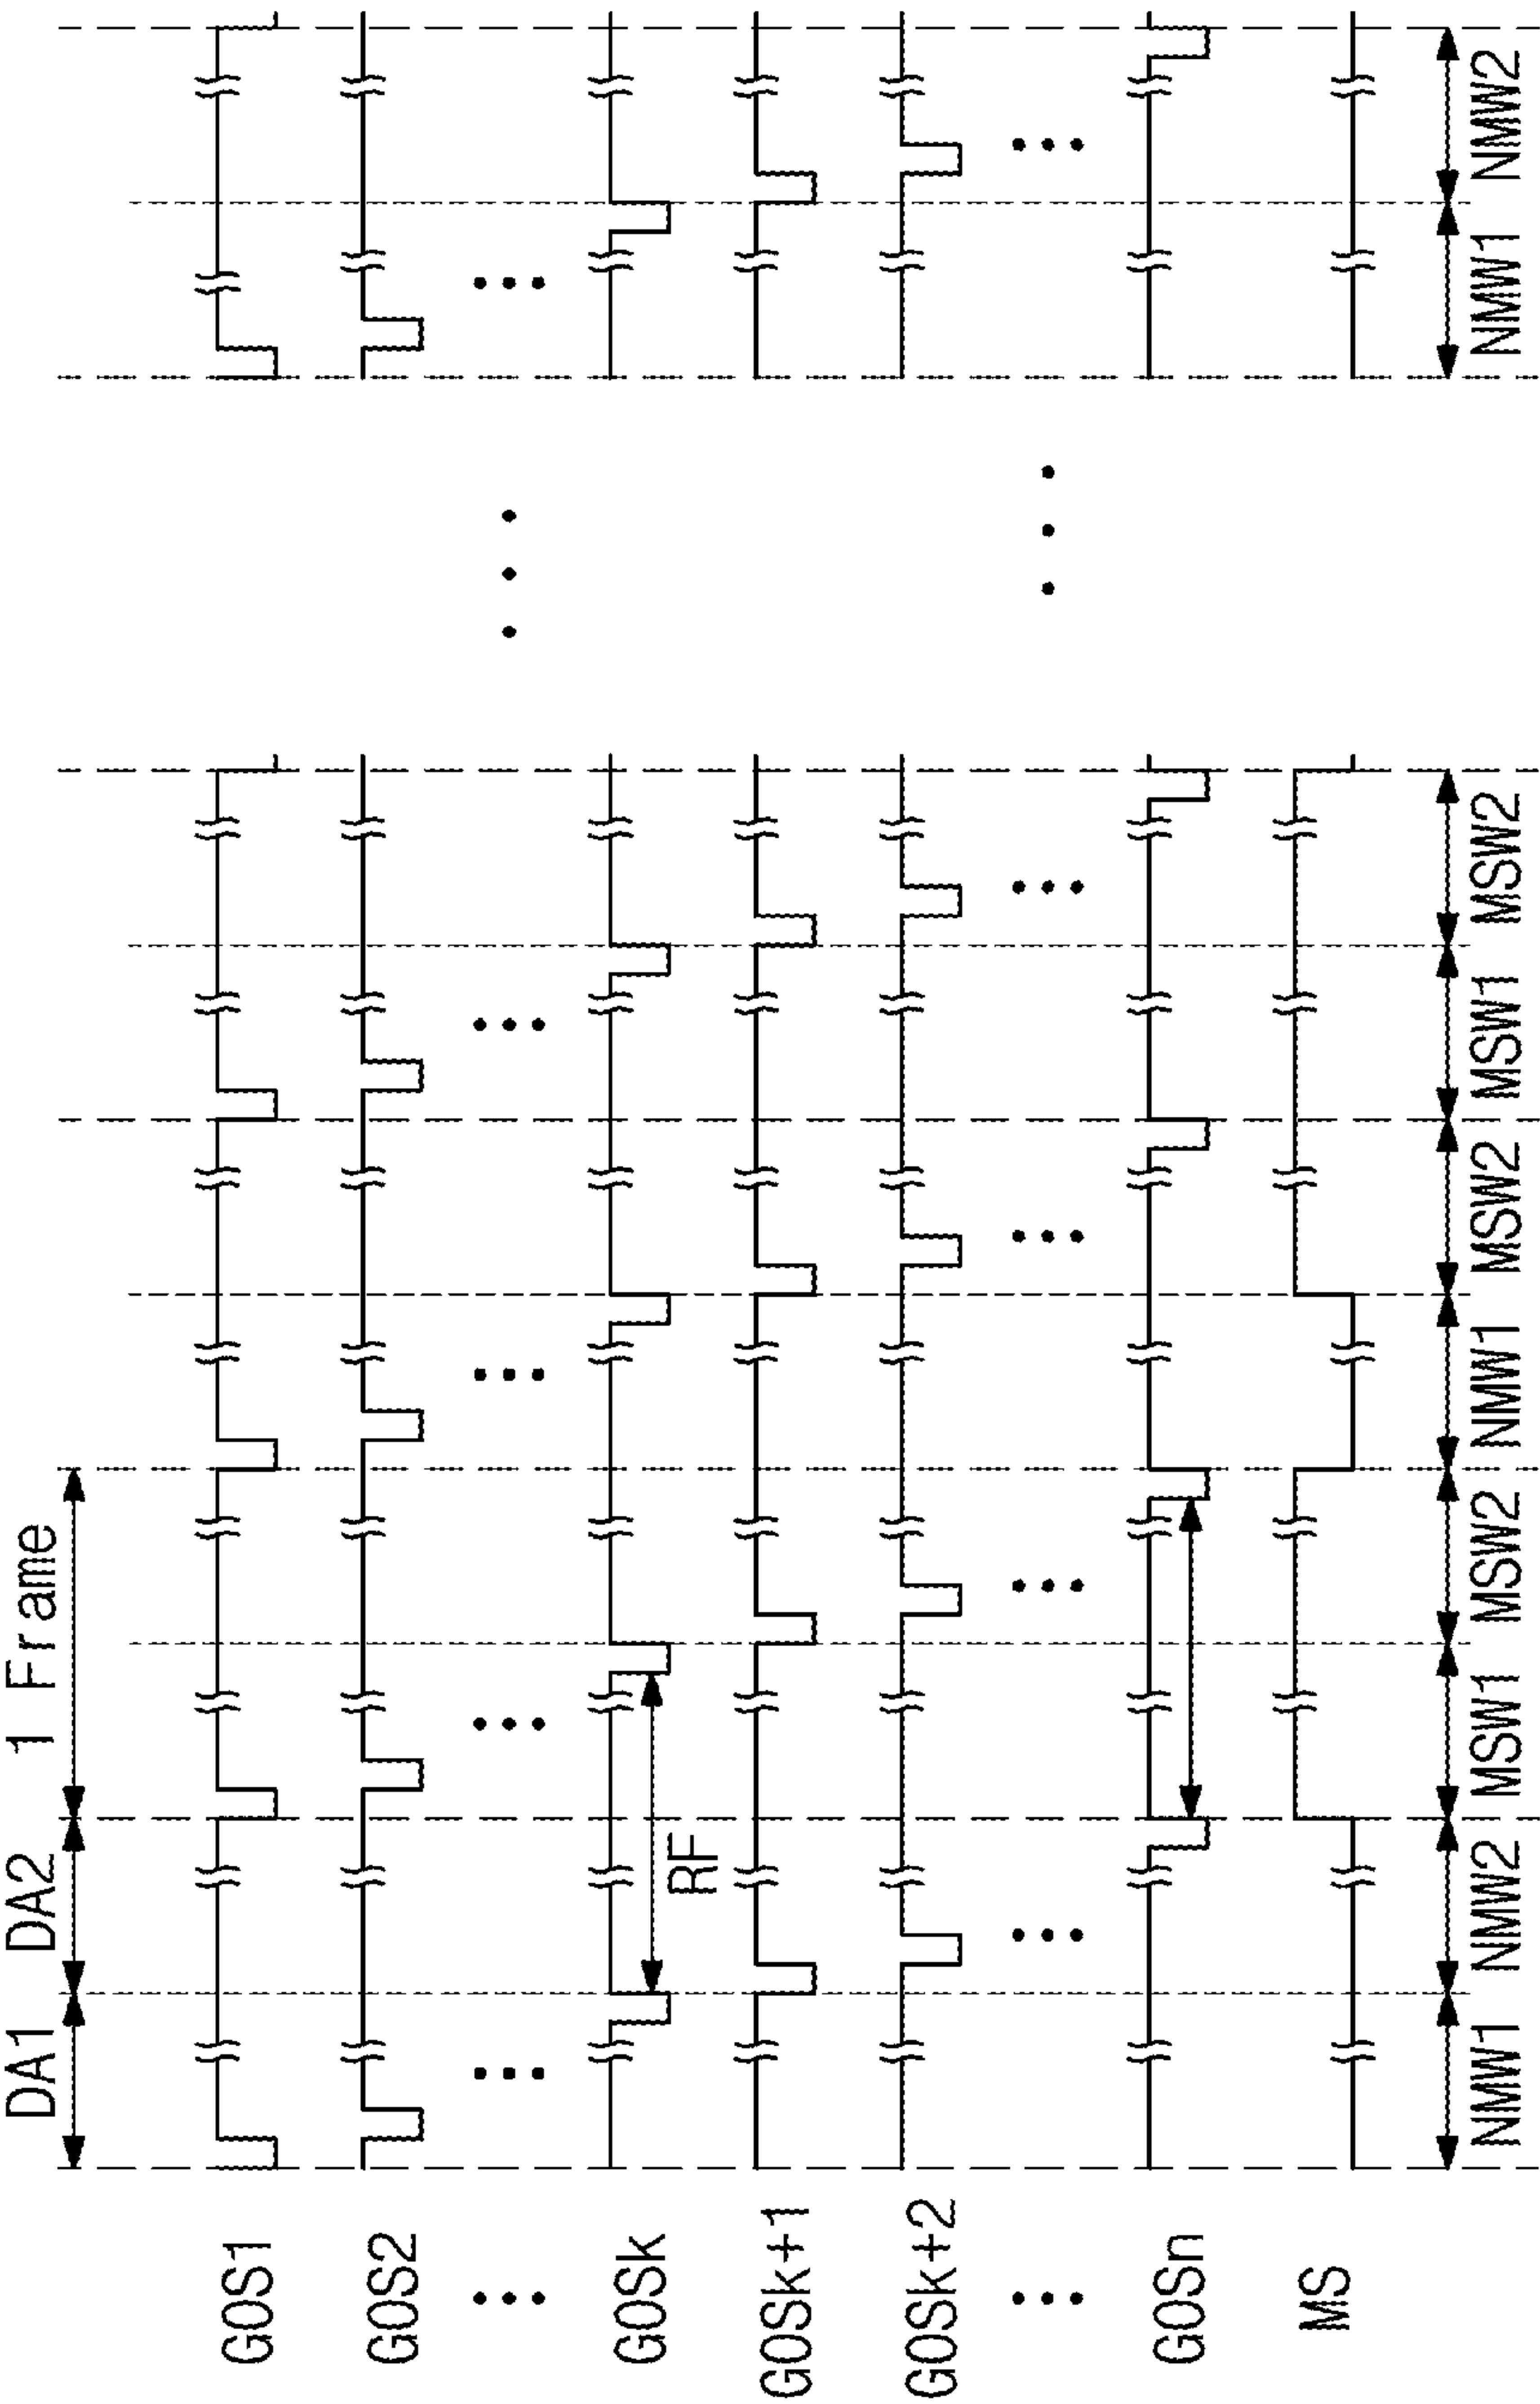 DA1 DA2 1 Frame
GOS1
GOS2
GOSk
RF
GOSk+1
GOSk+2
GOSn
MS
NMW1 NMW2 MSW1 MSW2 NMW1 MSW2 MSW1 MSW2 NMW1 NMW2